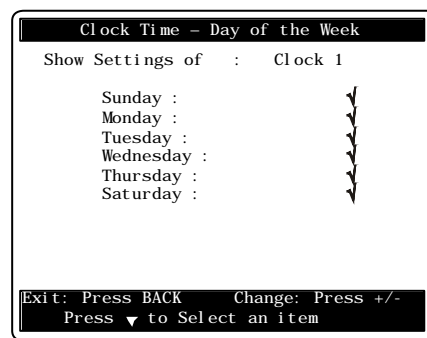 Clock Time – Day of the Week
Show Settings of : Clock 1
Sunday : √
Monday : √
Tuesday : √
Wednesday : √
Thursday : √
Saturday : √
Exit: Press BACK Change: Press +/-
Press ▼ to Select an item